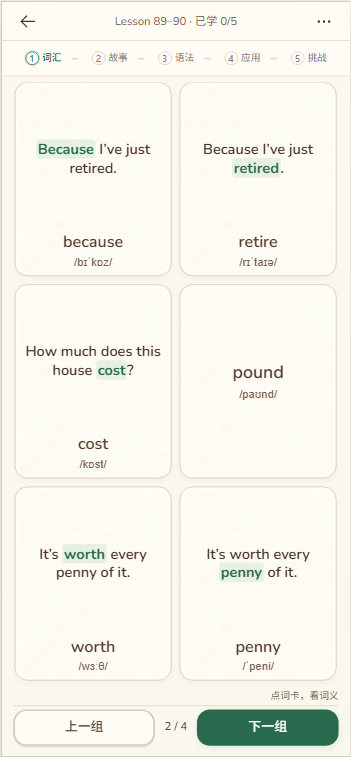 Lesson 89–90 · 已学 0/5
1 词汇 – 2 故事 – 3 语法 – 4 应用 – 5 挑战
Because I’ve just
retired.
because
/bɪˈkɒz/
Because I’ve just
retired.
retire
/rɪˈtaɪə/
How much does this
house cost?
cost
/kɒst/
pound
/paʊnd/
It’s worth every
penny of it.
worth
/wɜːθ/
It’s worth every
penny of it.
penny
/ˈpeni/
点词卡，看词义
上一组
2 / 4
下一组